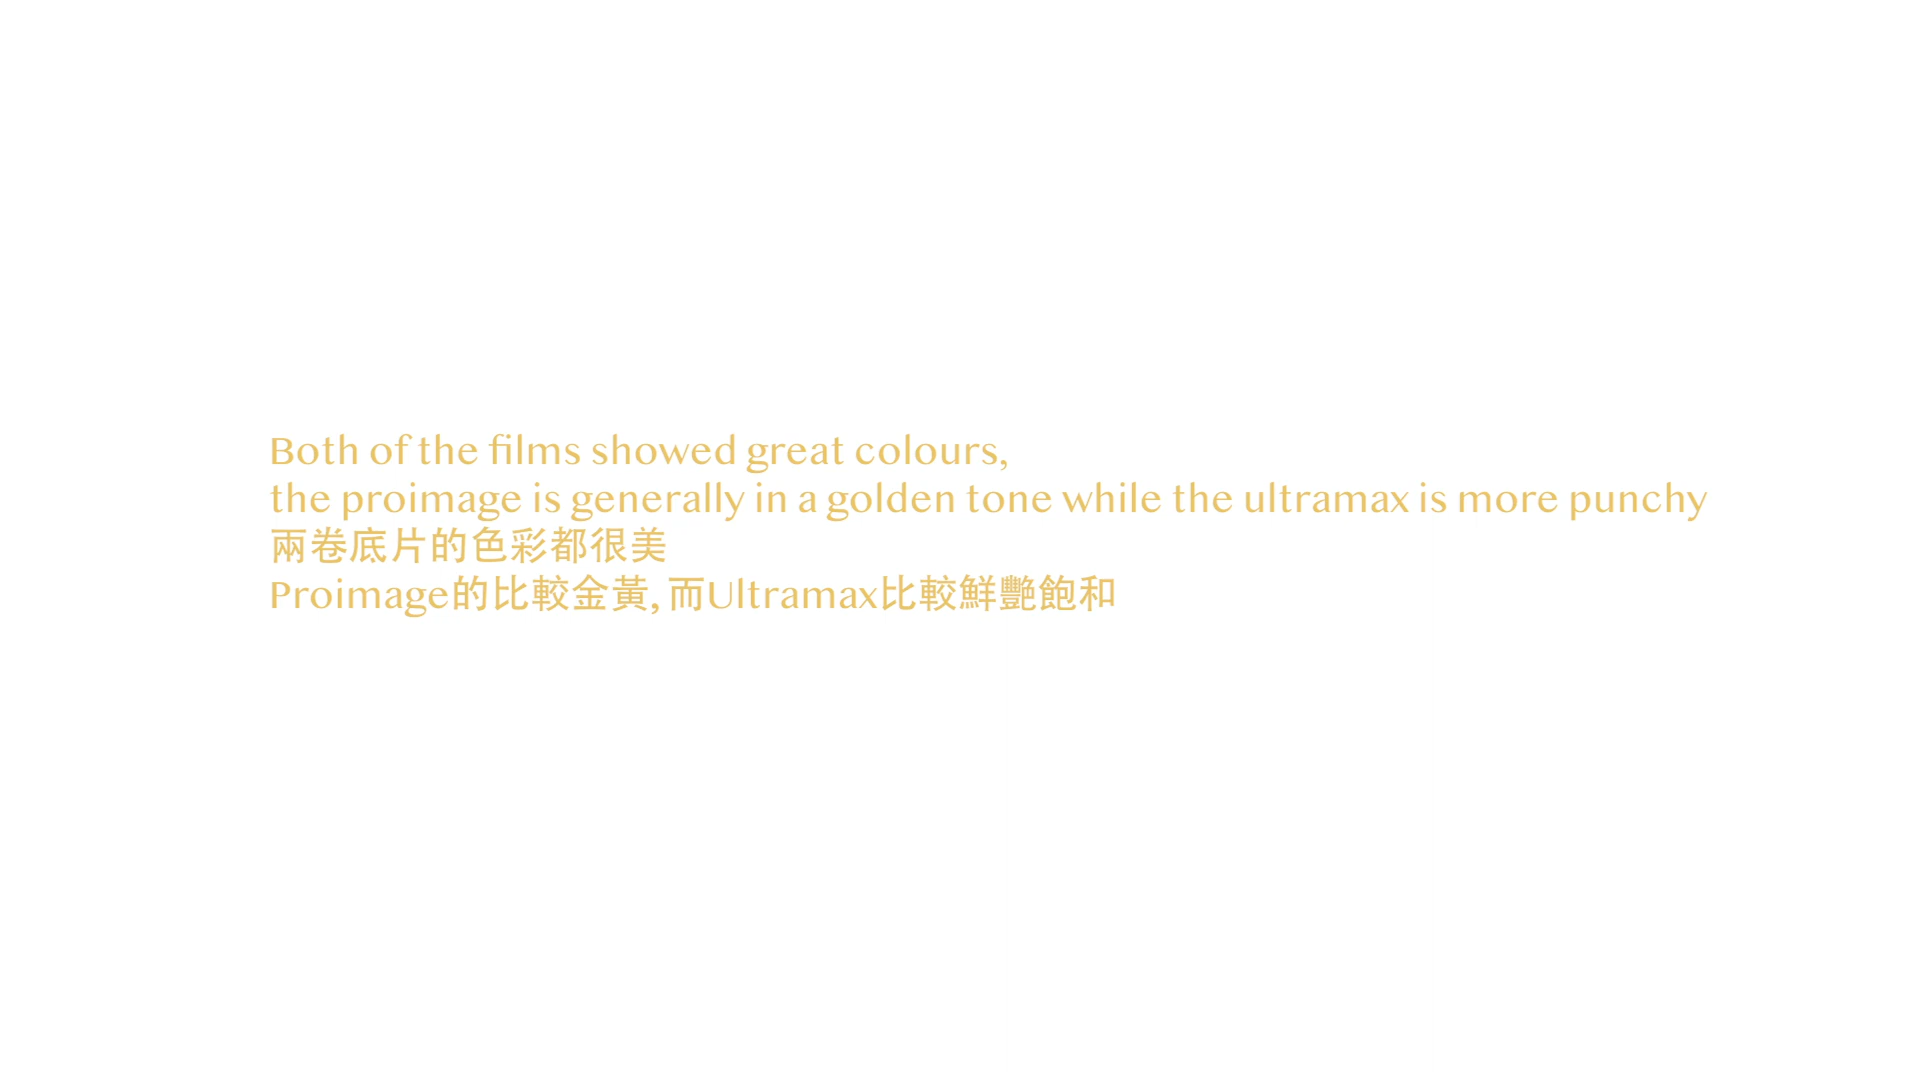 Both of the films showed great colours,
the proimage is generally in a golden tone while the ultramax is more punchy
兩卷底片的色彩都很美
Proimage的比較金黃, 而Ultramax比較鮮艷飽和